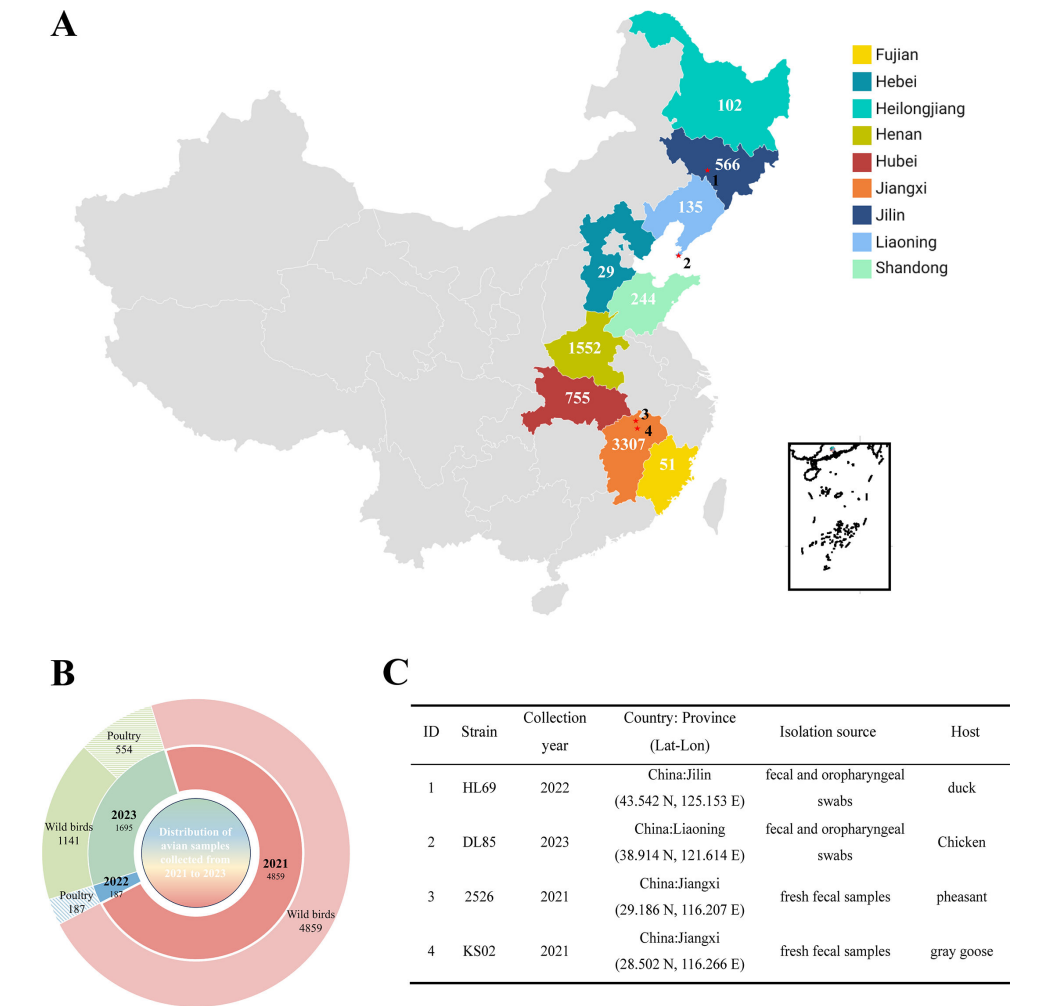 A
Fujian
Hebei
Heilongjiang
Henan
Hubei
Jiangxi
Jilin
Liaoning
Shandong
102
566
1
135
2
29
244
1552
755
3
4
3307
51
B
Poultry
554
2023
1695
Wild birds
1141
Distribution of
avian samples
collected from
2021 to 2023
2021
4859
2022
187
Poultry
187
Wild birds
4859
C
ID Strain Collection year Country: Province (Lat-Lon) Isolation source Host
1 HL69 2022 China:Jilin (43.542 N, 125.153 E) fecal and oropharyngeal swabs duck
2 DL85 2023 China:Liaoning (38.914 N, 121.614 E) fecal and oropharyngeal swabs Chicken
3 2526 2021 China:Jiangxi (29.186 N, 116.207 E) fresh fecal samples pheasant
4 KS02 2021 China:Jiangxi (28.502 N, 116.266 E) fresh fecal samples gray goose